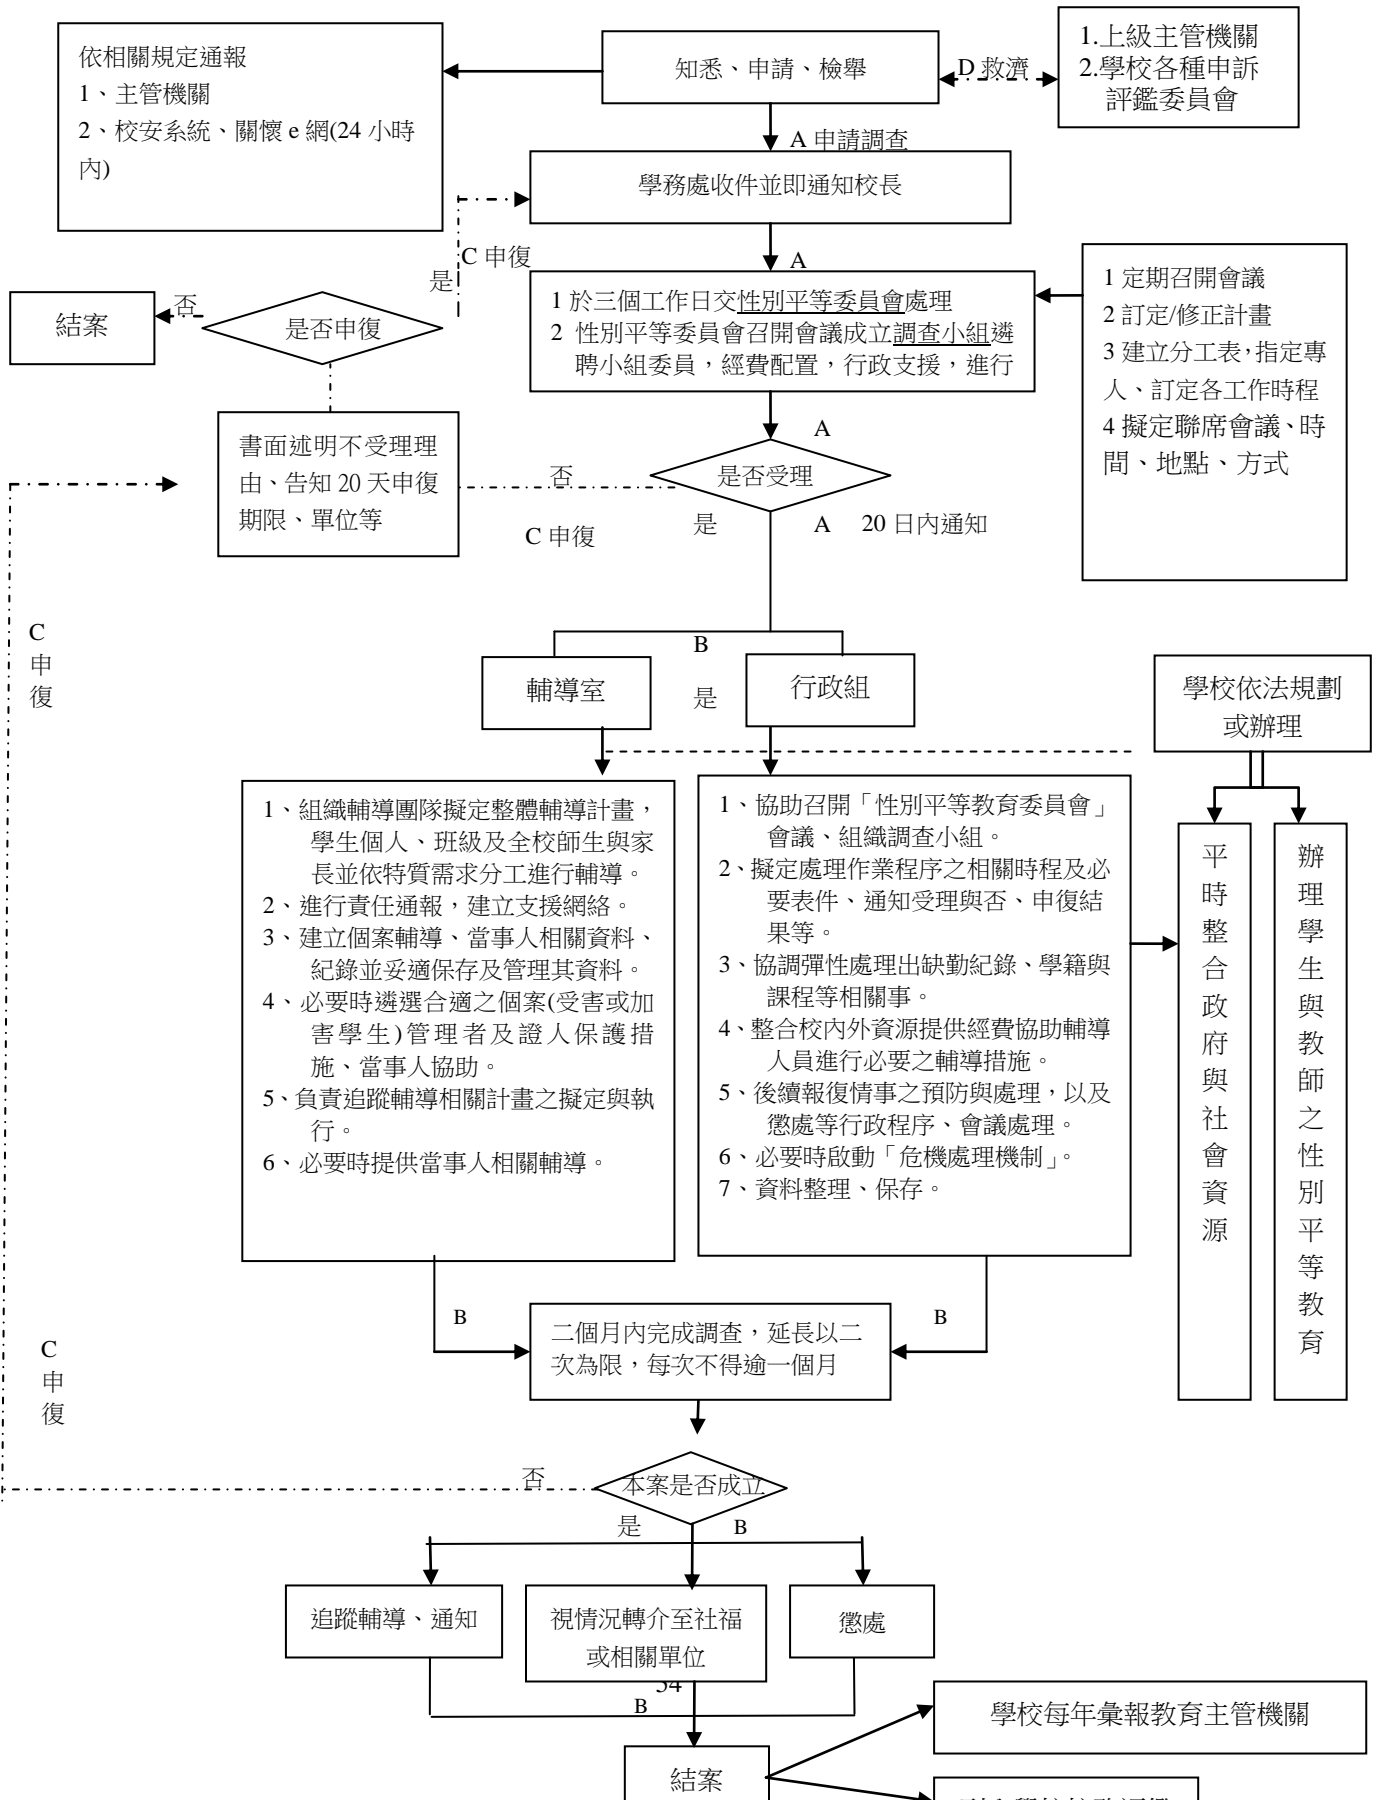 依相關規定通報
1、主管機關
2、校安系統、關懷 e 網(24 小時
內)
知悉、申請、檢舉
D 救濟
1.上級主管機關
2.學校各種申訴
評鑑委員會
A 申請調查
學務處收件並即通知校長
C 申復
是
A
1 於三個工作日交性別平等委員會處理
2 性別平等委員會召開會議成立調查小組遴
聘小組委員，經費配置，行政支援，進行
1 定期召開會議
2 訂定/修正計畫
3 建立分工表，指定專
人、訂定各工作時程
4 擬定聯席會議、時
間、地點、方式
結案
否
是否申復
書面述明不受理理
由、告知 20 天申復
期限、單位等
A
否
是否受理
C 申復
是
A
20 日內通知
C
申
復
B
輔導室
是
行政組
學校依法規劃
或辦理
1、組織輔導團隊擬定整體輔導計畫，
學生個人、班級及全校師生與家
長並依特質需求分工進行輔導。
2、進行責任通報，建立支援網絡。
3、建立個案輔導、當事人相關資料、
紀錄並妥適保存及管理其資料。
4、必要時遴選合適之個案(受害或加
害學生)管理者及證人保護措
施、當事人協助。
5、負責追蹤輔導相關計畫之擬定與執
行。
6、必要時提供當事人相關輔導。
1、協助召開「性別平等教育委員會」
會議、組織調查小組。
2、擬定處理作業程序之相關時程及必
要表件、通知受理與否、申復結
果等。
3、協調彈性處理出缺勤紀錄、學籍與
課程等相關事。
4、整合校內外資源提供經費協助輔導
人員進行必要之輔導措施。
5、後續報復情事之預防與處理，以及
懲處等行政程序、會議處理。
6、必要時啟動「危機處理機制」。
7、資料整理、保存。
平時整合政府與社會資源
辦理學生與教師之性別平等教育
B
二個月內完成調查，延長以二
次為限，每次不得逾一個月
B
C
申
復
否
本案是否成立
是
B
追蹤輔導、通知
視情況轉介至社福
或相關單位
懲處
54
B
結案
學校每年彙報教育主管機關